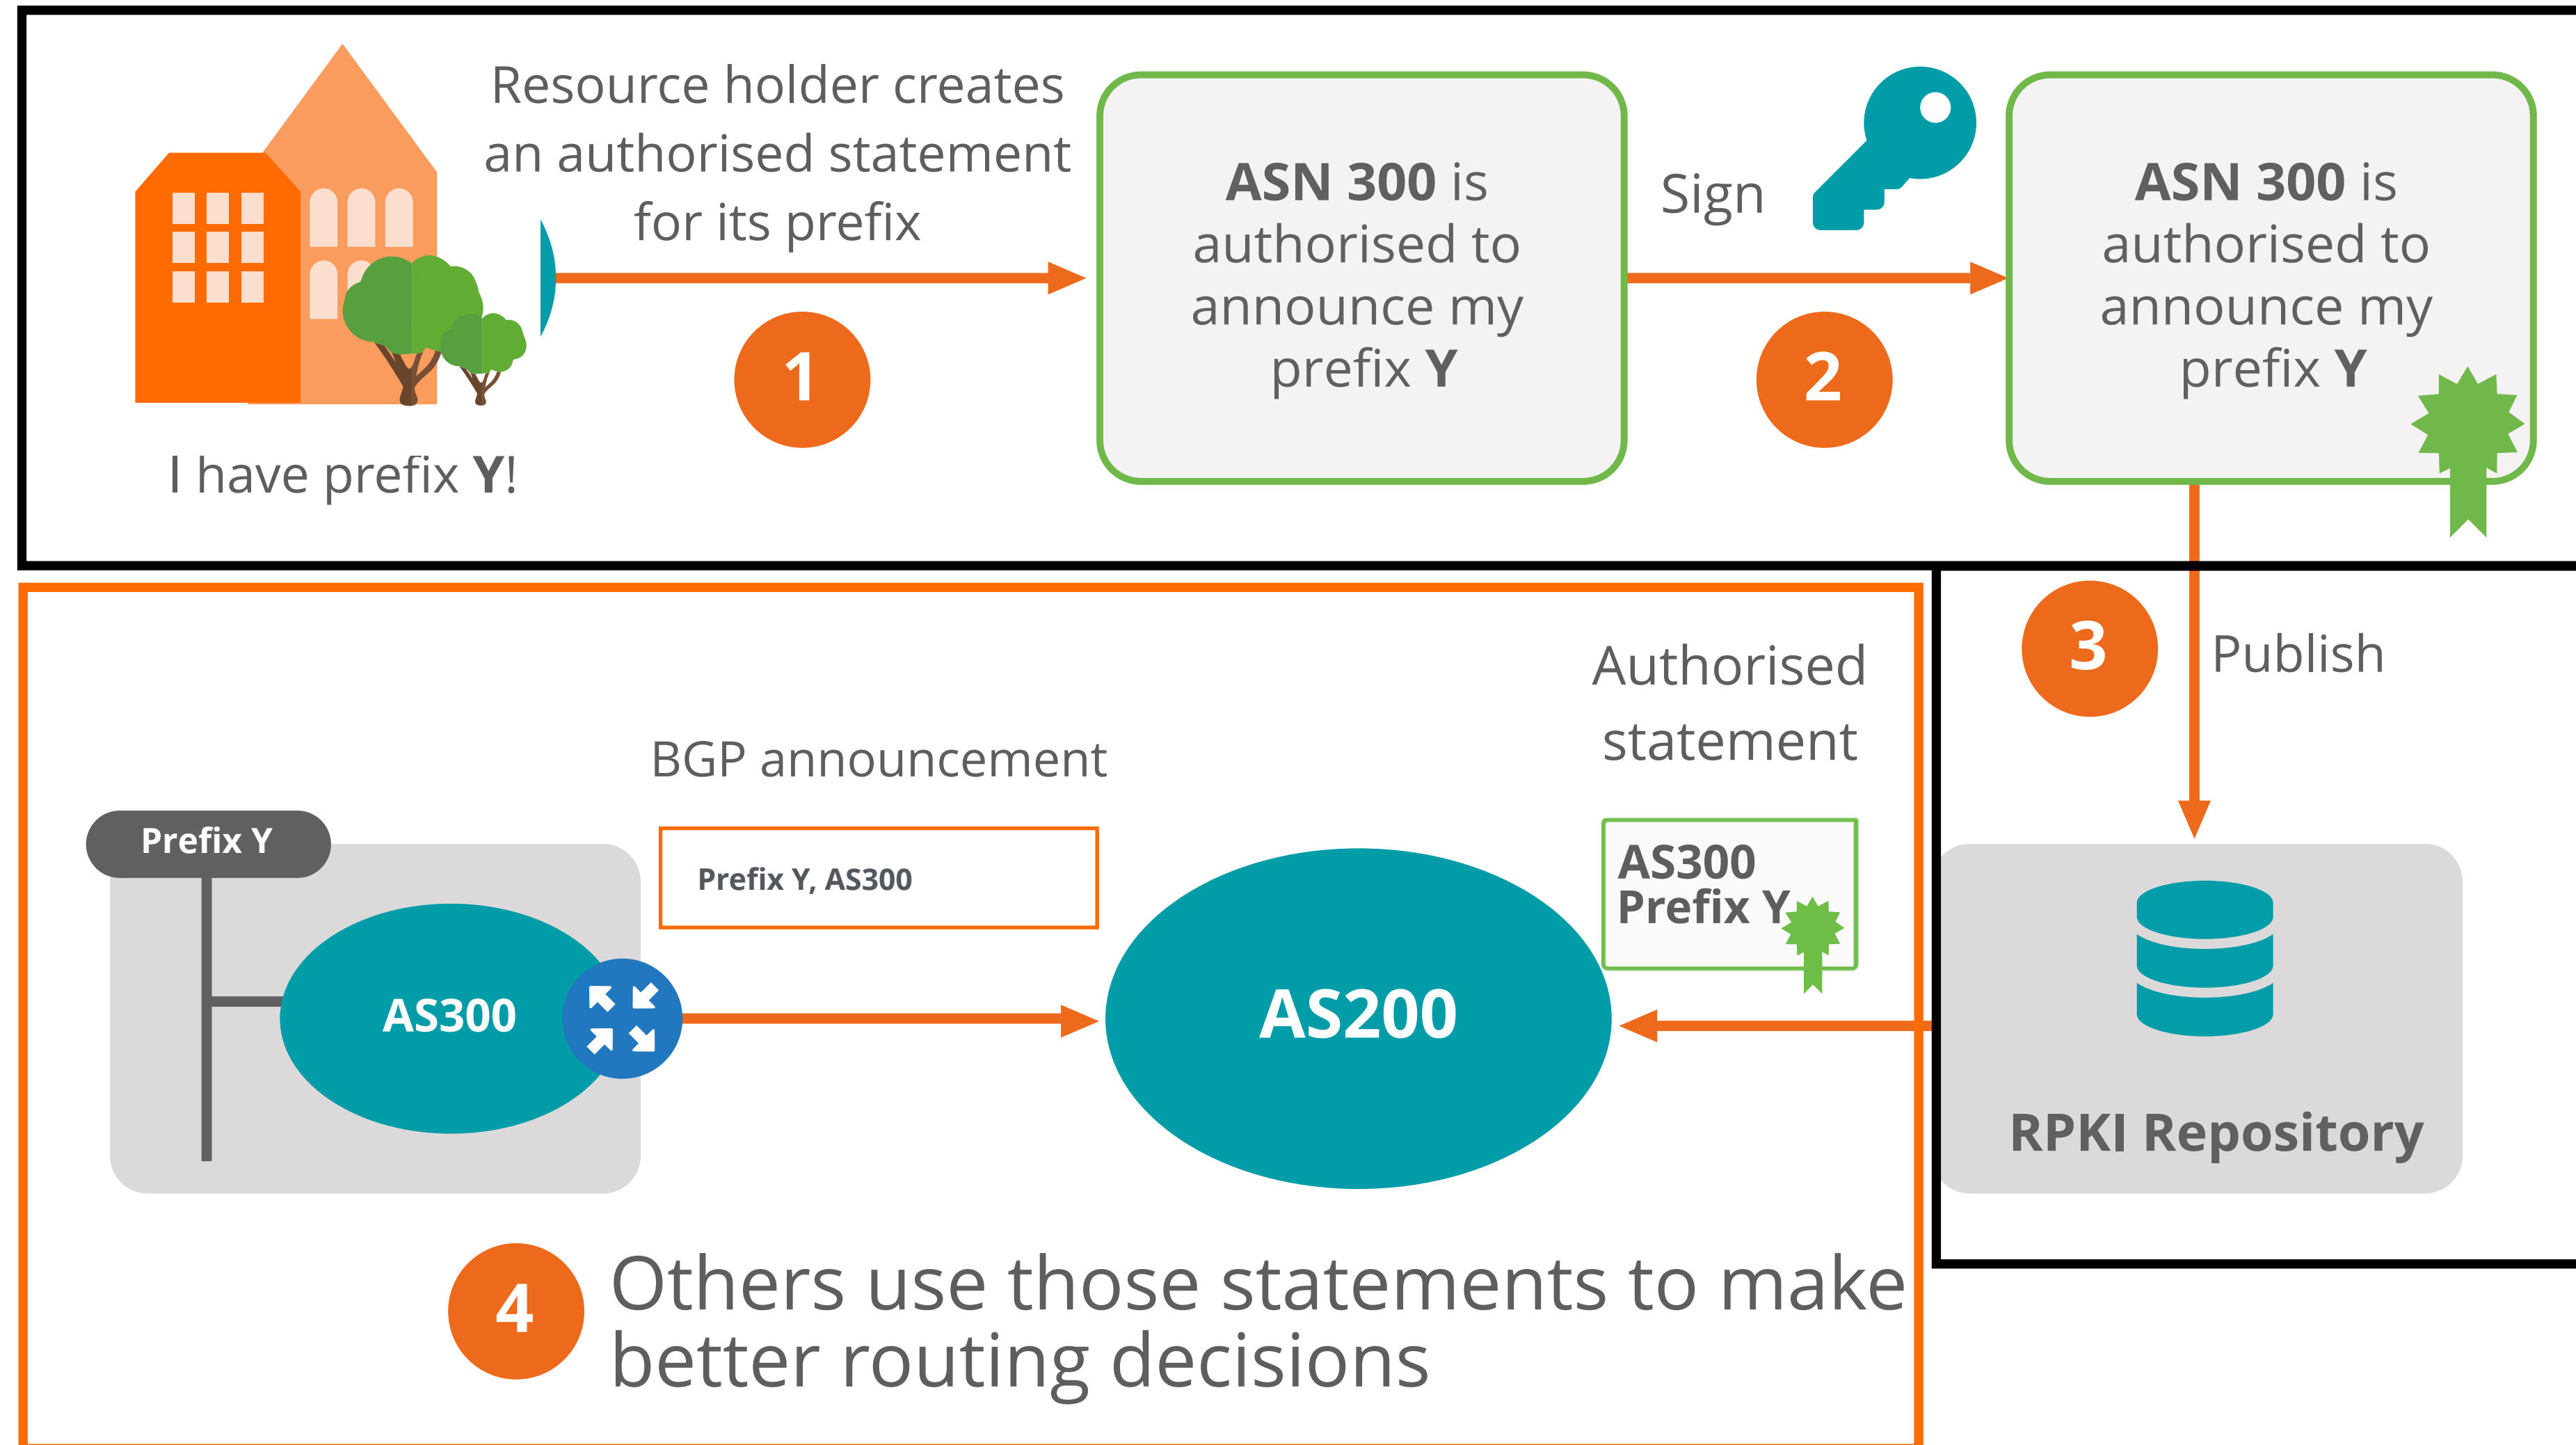 Resource holder creates
an authorised statement
for its prefix
I have prefix Y!
1
ASN 300 is
authorised to
announce my
prefix Y
Sign
2
ASN 300 is
authorised to
announce my
prefix Y
3
Publish
RPKI Repository
Authorised
statement
AS300
Prefix Y
BGP announcement
Prefix Y, AS300
Prefix Y
AS300
AS200
4
Others use those statements to make
better routing decisions